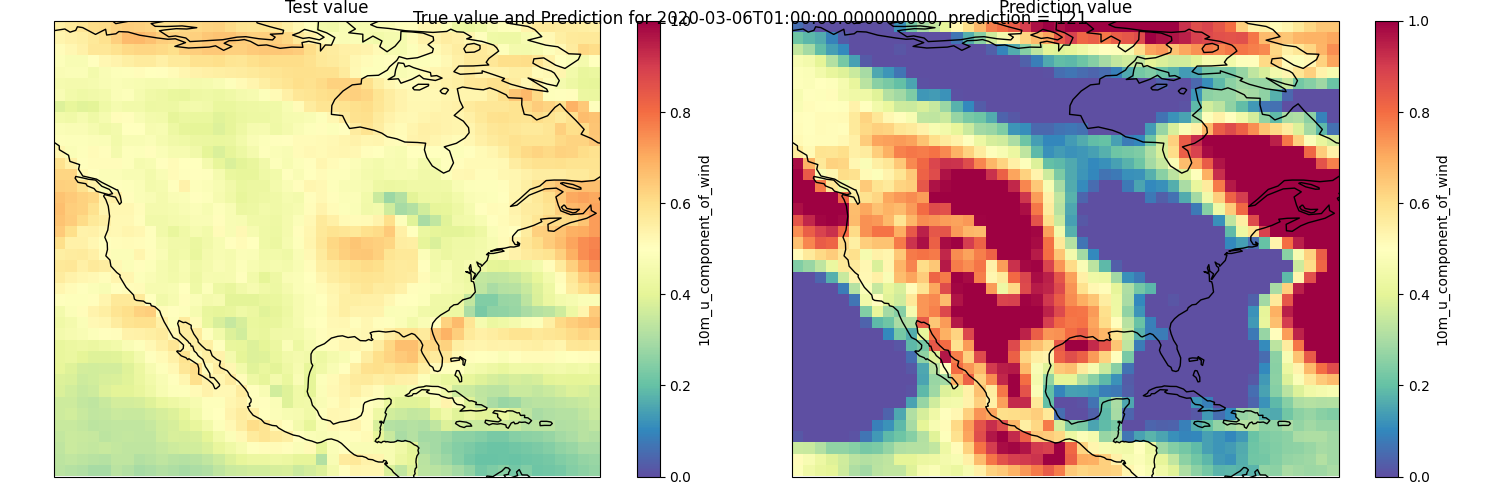 True value and Prediction for 2020-03-06T01:00:00.000000000, prediction = 121
Test value
Prediction value
1.0
0.8
0.6
0.4
0.2
0.0
10m_u_component_of_wind
1.0
0.8
0.6
0.4
0.2
0.0
10m_u_component_of_wind